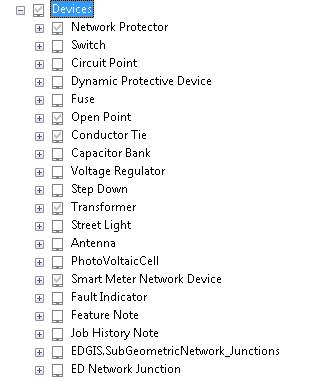 Devices
Network Protector
Switch
Circuit Point
Dynamic Protective Device
Fuse
Open Point
Conductor Tie
Capacitor Bank
Voltage Regulator
Step Down
Transformer
Street Light
Antenna
PhotoVoltaicCell
Smart Meter Network Device
Fault Indicator
Feature Note
Job History Note
EDGIS.SubGeometricNetwork_Junctions
ED Network Junction